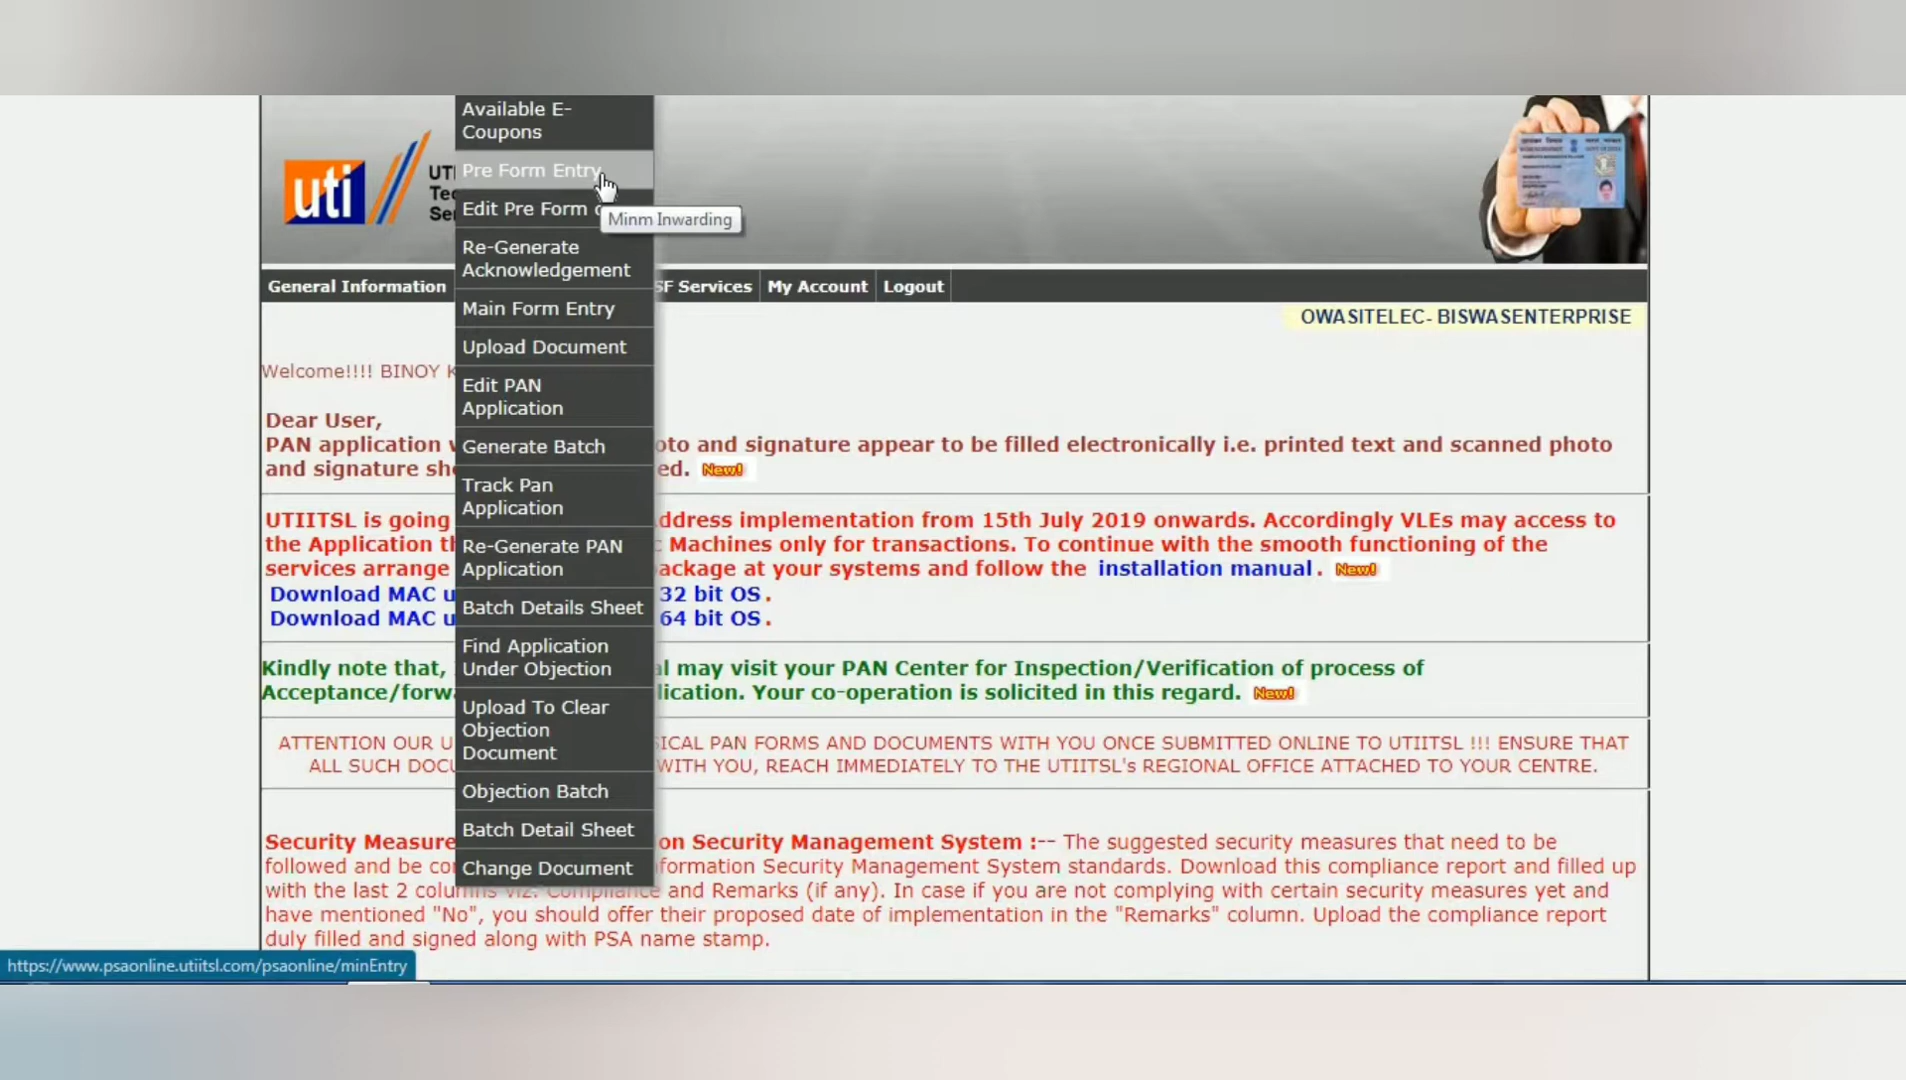 Available E-
Coupons
Pre Form Entry
Edit Pre Form
Minm Inwarding
Re-Generate
Acknowledgement
Main Form Entry
Upload Document
Edit PAN
Application
Generate Batch
Track Pan
Application
Re-Generate PAN
Application
Batch Details Sheet
Find Application
Under Objection
Upload To Clear
Objection
Document
Objection Batch
Batch Detail Sheet
Change Document
uti
General Information SF Services My Account Logout
OWASITELEC- BISWASENTERPRISE
Welcome!!!! BINOY K
Dear User,
PAN application oto and signature appear to be filled electronically i.e. printed text and scanned photo
and signature ed. New!
UTIITSL is going ddress implementation from 15th July 2019 onwards. Accordingly VLEs may access to
the Application Machines only for transactions. To continue with the smooth functioning of the
services arrange ackage at your systems and follow the installation manual. New!
Download MAC 32 bit OS.
Download MAC 64 bit OS.
Kindly note that, l may visit your PAN Center for Inspection/Verification of process of
Acceptance/forwa lication. Your co-operation is solicited in this regard. New!
ATTENTION OUR U SICAL PAN FORMS AND DOCUMENTS WITH YOU ONCE SUBMITTED ONLINE TO UTIITSL !!! ENSURE THAT
ALL SUCH DOCU WITH YOU, REACH IMMEDIATELY TO THE UTIITSL's REGIONAL OFFICE ATTACHED TO YOUR CENTRE.
Security Measure on Security Management System :-- The suggested security measures that need to be
followed and be co nformation Security Management System standards. Download this compliance report and filled up
with the last 2 columns viz. Compliance and Remarks (if any). In case if you are not complying with certain security measures yet and
have mentioned "No", you should offer their proposed date of implementation in the "Remarks" column. Upload the compliance report
duly filled and signed along with PSA name stamp.
https://www.psaonline.utiitsl.com/psaonline/minEntry